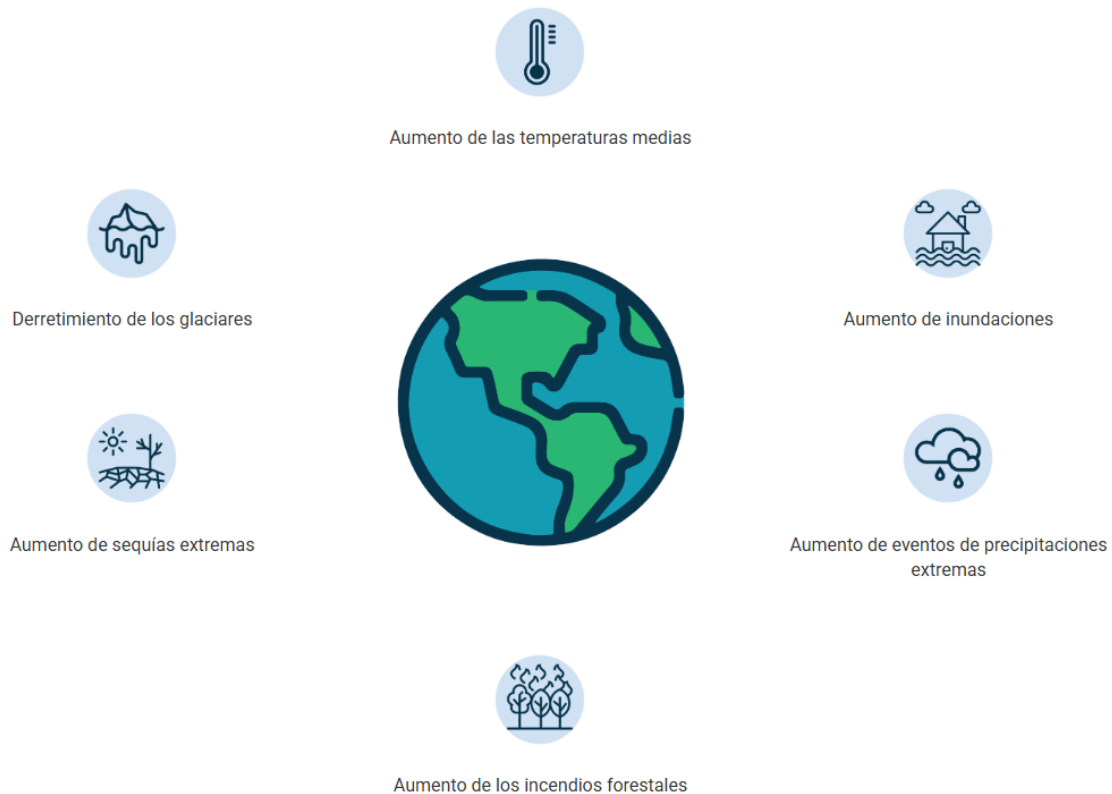 Aumento de las temperaturas medias
Derretimiento de los glaciares
Aumento de inundaciones
Aumento de sequías extremas
Aumento de eventos de precipitaciones
extremas
Aumento de los incendios forestales